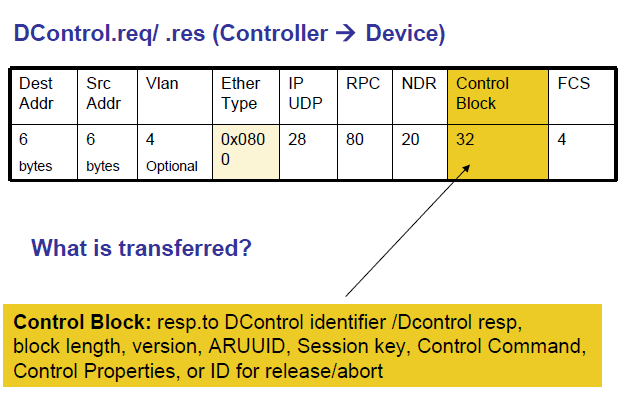 DControl.req/ .res (Controller → Device)
Dest Addr Src Addr Vlan Ether Type IP UDP RPC NDR Control Block FCS
6 bytes 6 bytes 4 Optional 0x0800 28 80 20 32 4
What is transferred?
Control Block: resp.to DControl identifier /Dcontrol resp,
block length, version, ARUUID, Session key, Control Command,
Control Properties, or ID for release/abort